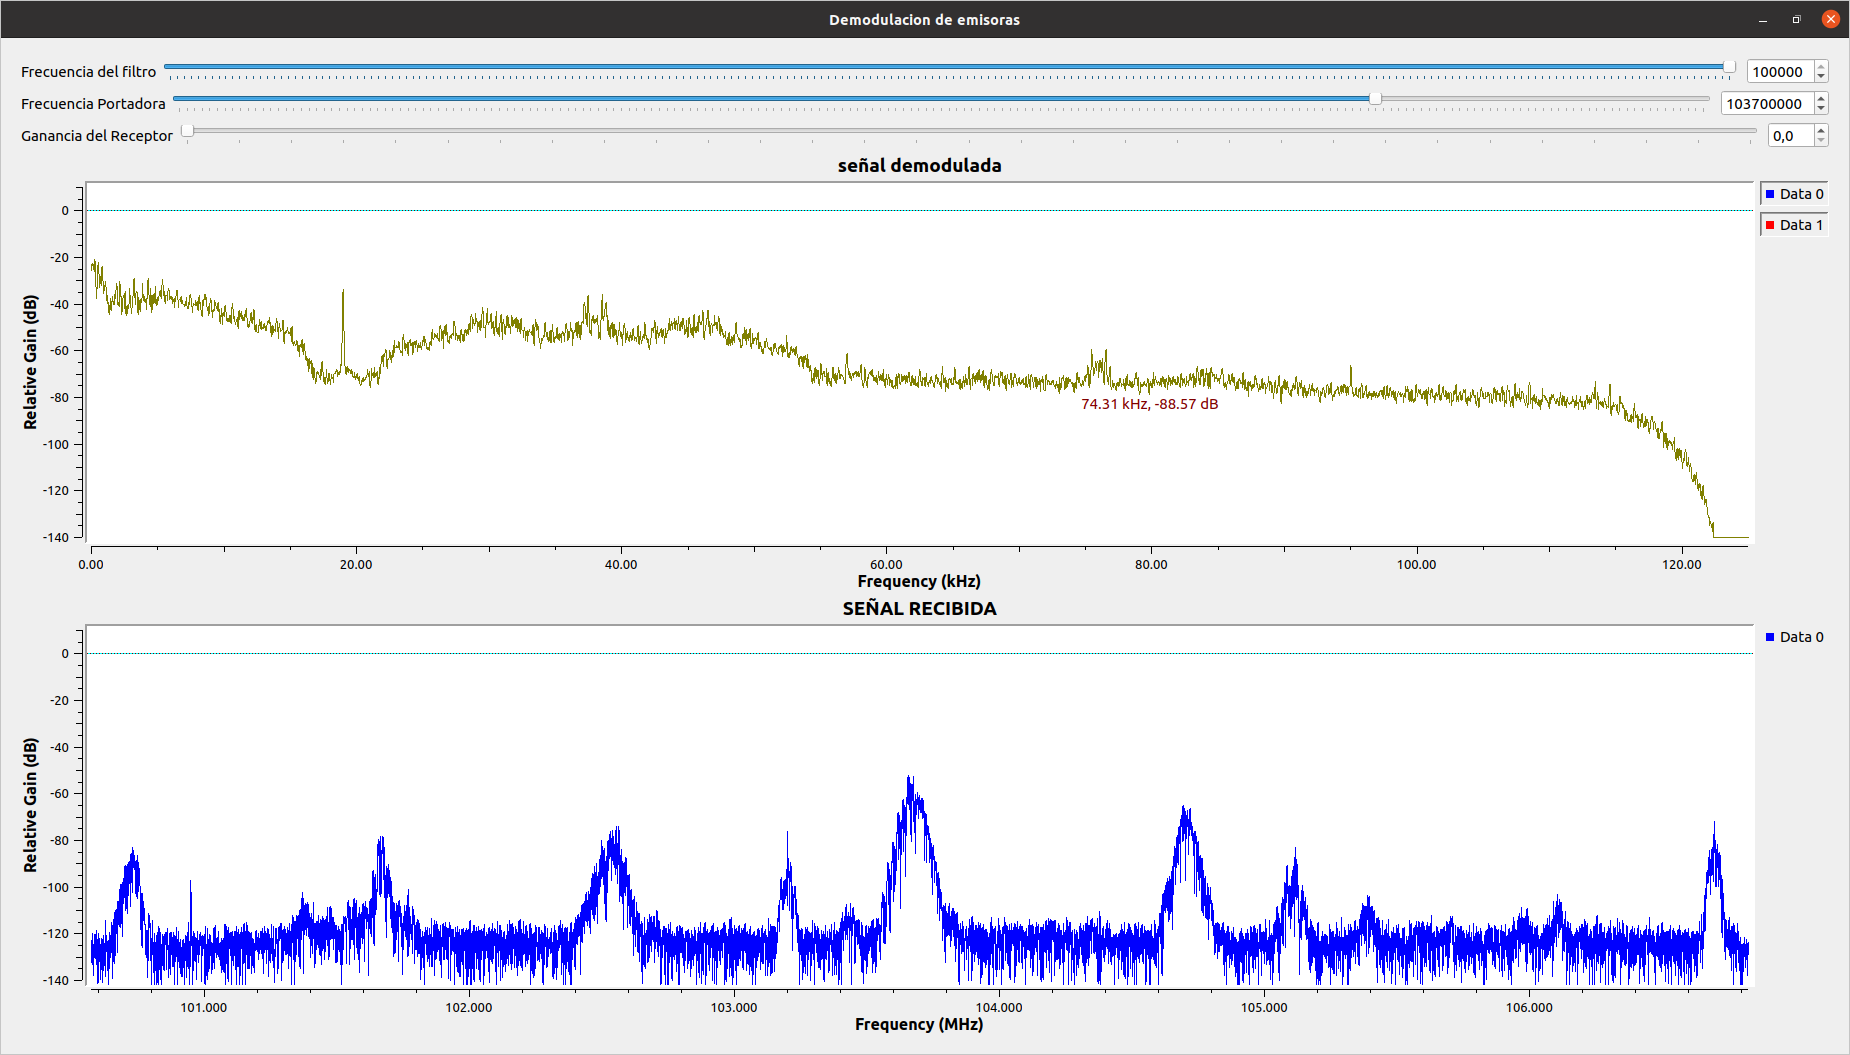 Demodulacion de emisoras
Frecuencia del filtro 100000
Frecuencia Portadora 103700000
Ganancia del Receptor 0,0
señal demodulada
Data 0
Data 1
Relative Gain (dB)
0
-20
-40
-60
-80
-100
-120
-140
74.31 kHz, -88.57 dB
0.00 20.00 40.00 60.00 80.00 100.00 120.00
Frequency (kHz)
SEÑAL RECIBIDA
Data 0
Relative Gain (dB)
0
-20
-40
-60
-80
-100
-120
-140
101.000 102.000 103.000 104.000 105.000 106.000
Frequency (MHz)